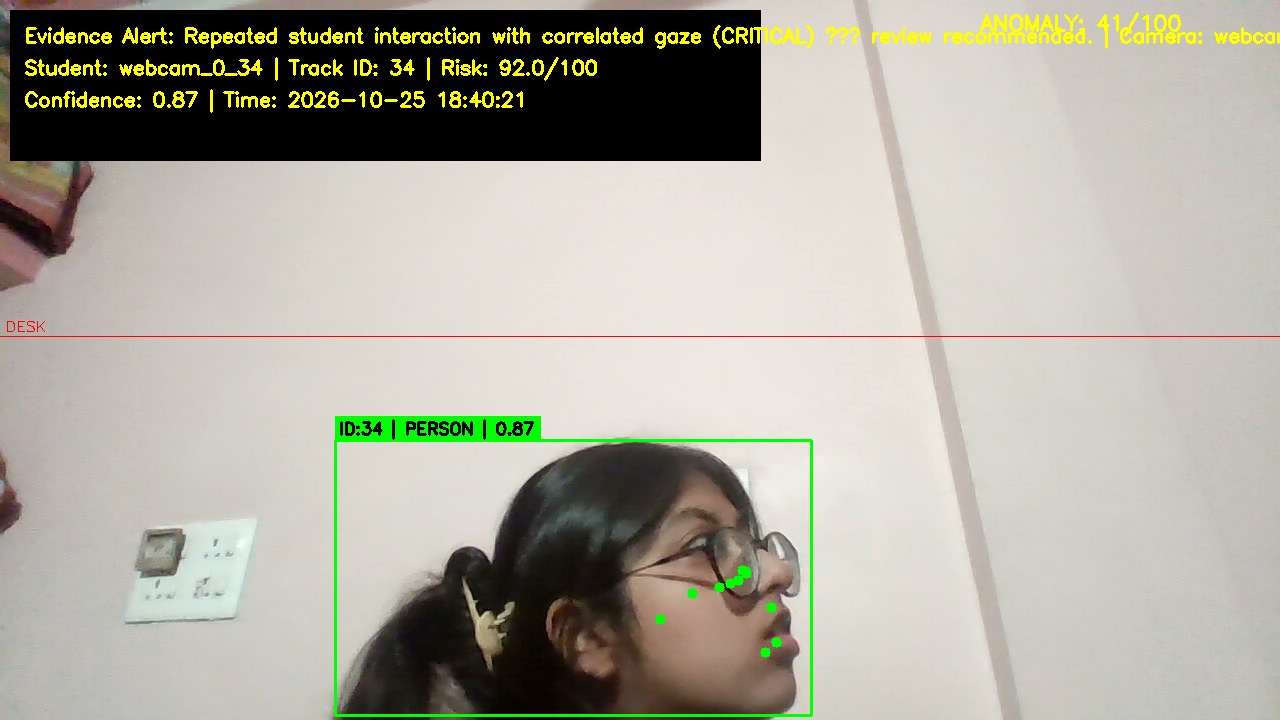 ANOMALY: 41/100
Evidence Alert: Repeated student interaction with correlated gaze (CRITICAL) ??? review recommended. | Camera: webca
Student: webcam_0_34 | Track ID: 34 | Risk: 92.0/100
Confidence: 0.87 | Time: 2026-10-25 18:40:21
DESK
ID:34 | PERSON | 0.87